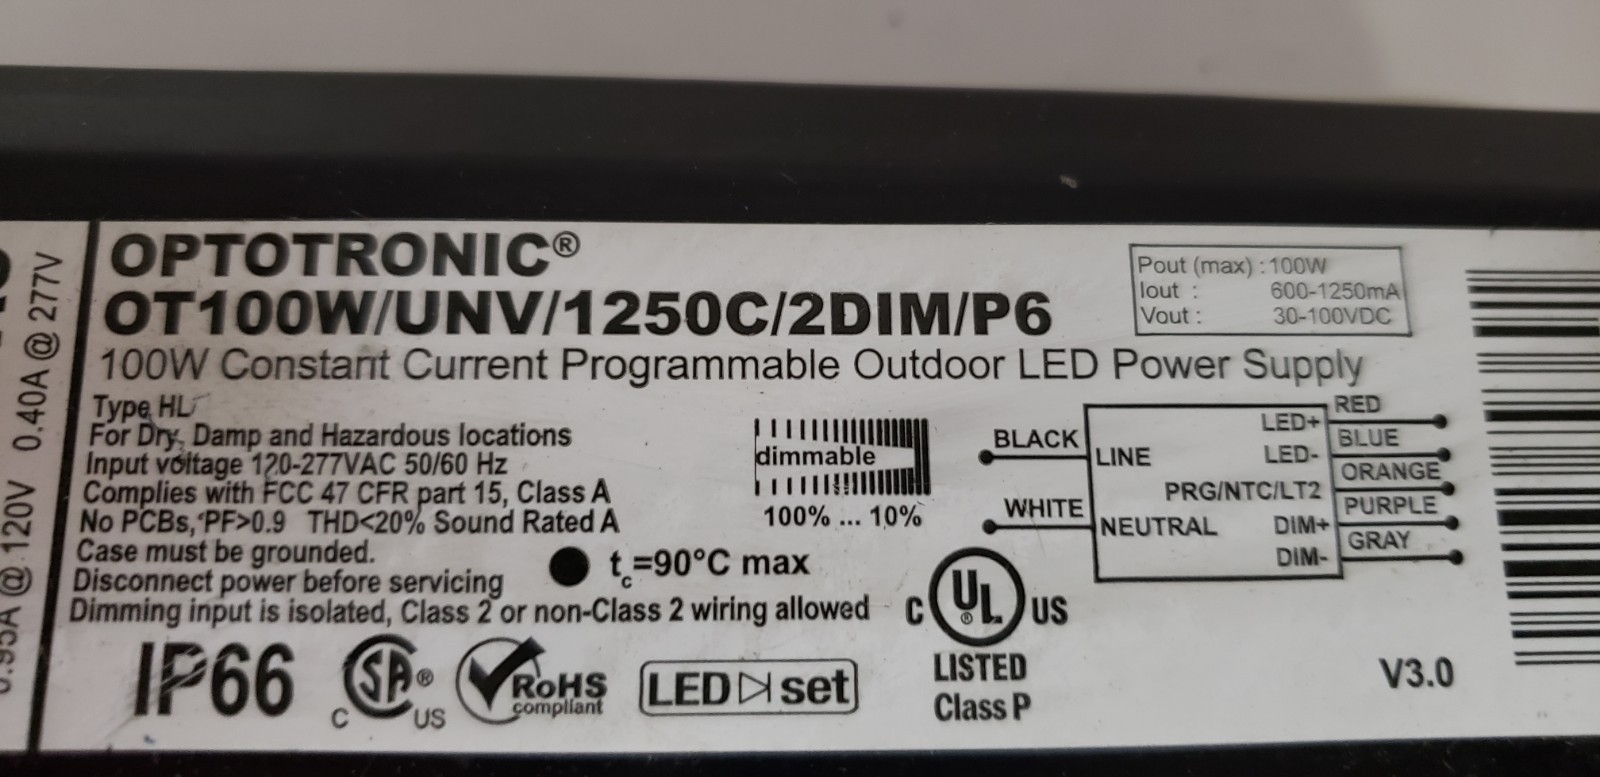 0.95A @ 120V 0.40A @ 277V
OPTOTRONIC®
OT100W/UNV/1250C/2DIM/P6
100W Constant Current Programmable Outdoor LED Power Supply
Pout (max) : 100W
Iout : 600-1250mA
Vout : 30-100VDC
Type HL
For Dry, Damp and Hazardous locations
Input voltage 120-277VAC 50/60 Hz
Complies with FCC 47 CFR part 15, Class A
No PCBs, PF>0.9 THD<20% Sound Rated A
Case must be grounded.
Disconnect power before servicing
Dimming input is isolated, Class 2 or non-Class 2 wiring allowed
dimmable
100% ... 10%
tc=90°C max
BLACK
LINE
WHITE
NEUTRAL
LED+ RED
LED- BLUE
PRG/NTC/LT2 ORANGE
DIM+ PURPLE
DIM- GRAY
IP66
C SA® US
RoHS
compliant
LED set
C UL® US
LISTED
Class P
V3.0